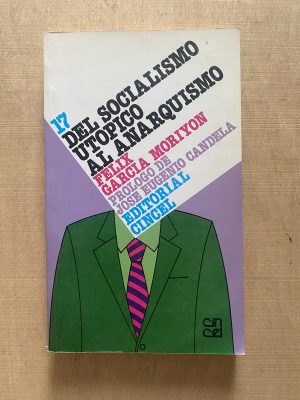 17
DEL SOCIALISMO
UTOPICO
AL ANARQUISMO
FELIX
GARCIA MORIYON
PROLOGO DE
JOSE EUGENIO CANDELA
EDITORIAL
CINCEL
cin
cel